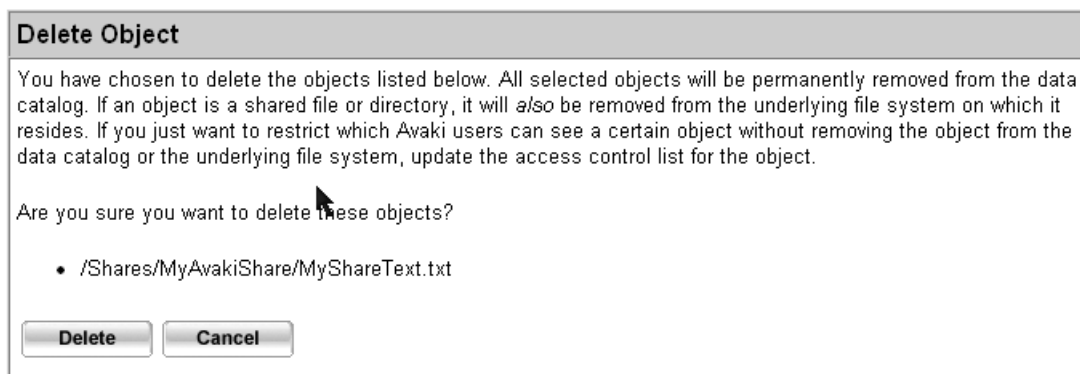 Delete Object
You have chosen to delete the objects listed below. All selected objects will be permanently removed from the data
catalog. If an object is a shared file or directory, it will also be removed from the underlying file system on which it
resides. If you just want to restrict which Avaki users can see a certain object without removing the object from the
data catalog or the underlying file system, update the access control list for the object.
Are you sure you want to delete these objects?
• /Shares/MyAvakiShare/MyShareText.txt
Delete Cancel